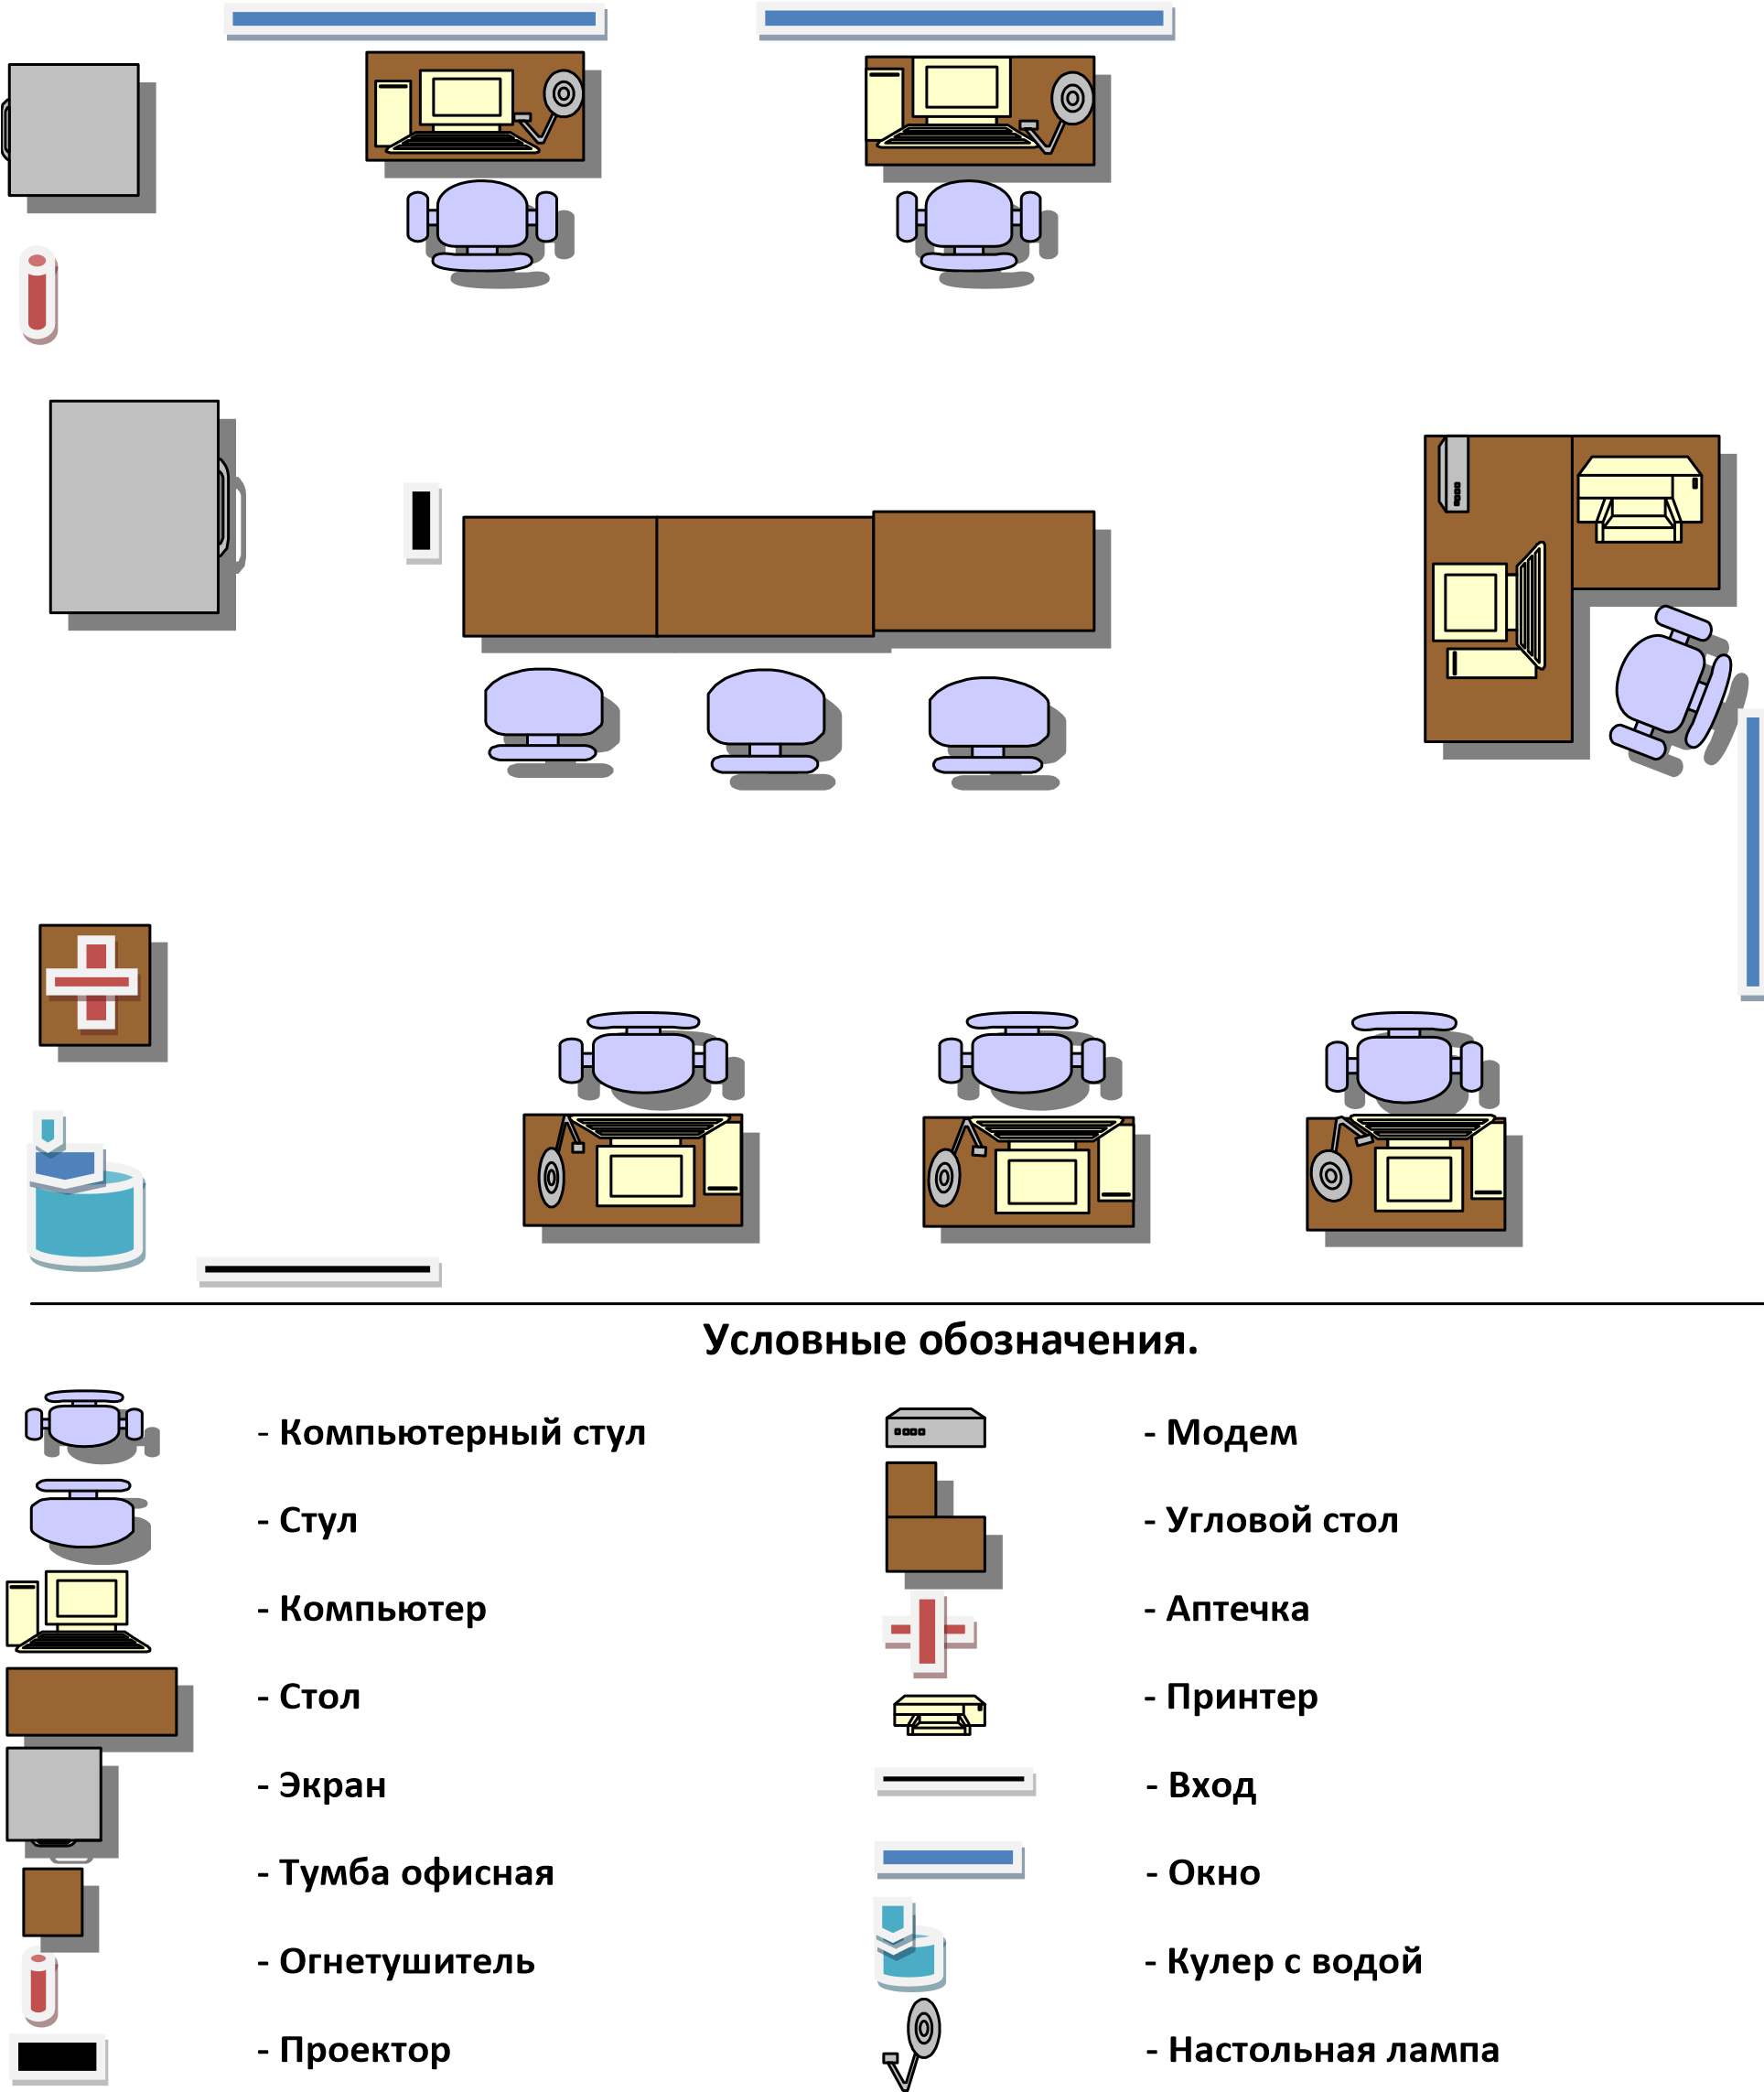 Условные обозначения.
- Компьютерный стул
- Стул
- Компьютер
- Стол
- Экран
- Тумба офисная
- Огнетушитель
- Проектор
- Модем
- Угловой стол
- Аптечка
- Принтер
- Вход
- Окно
- Кулер с водой
- Настольная лампа